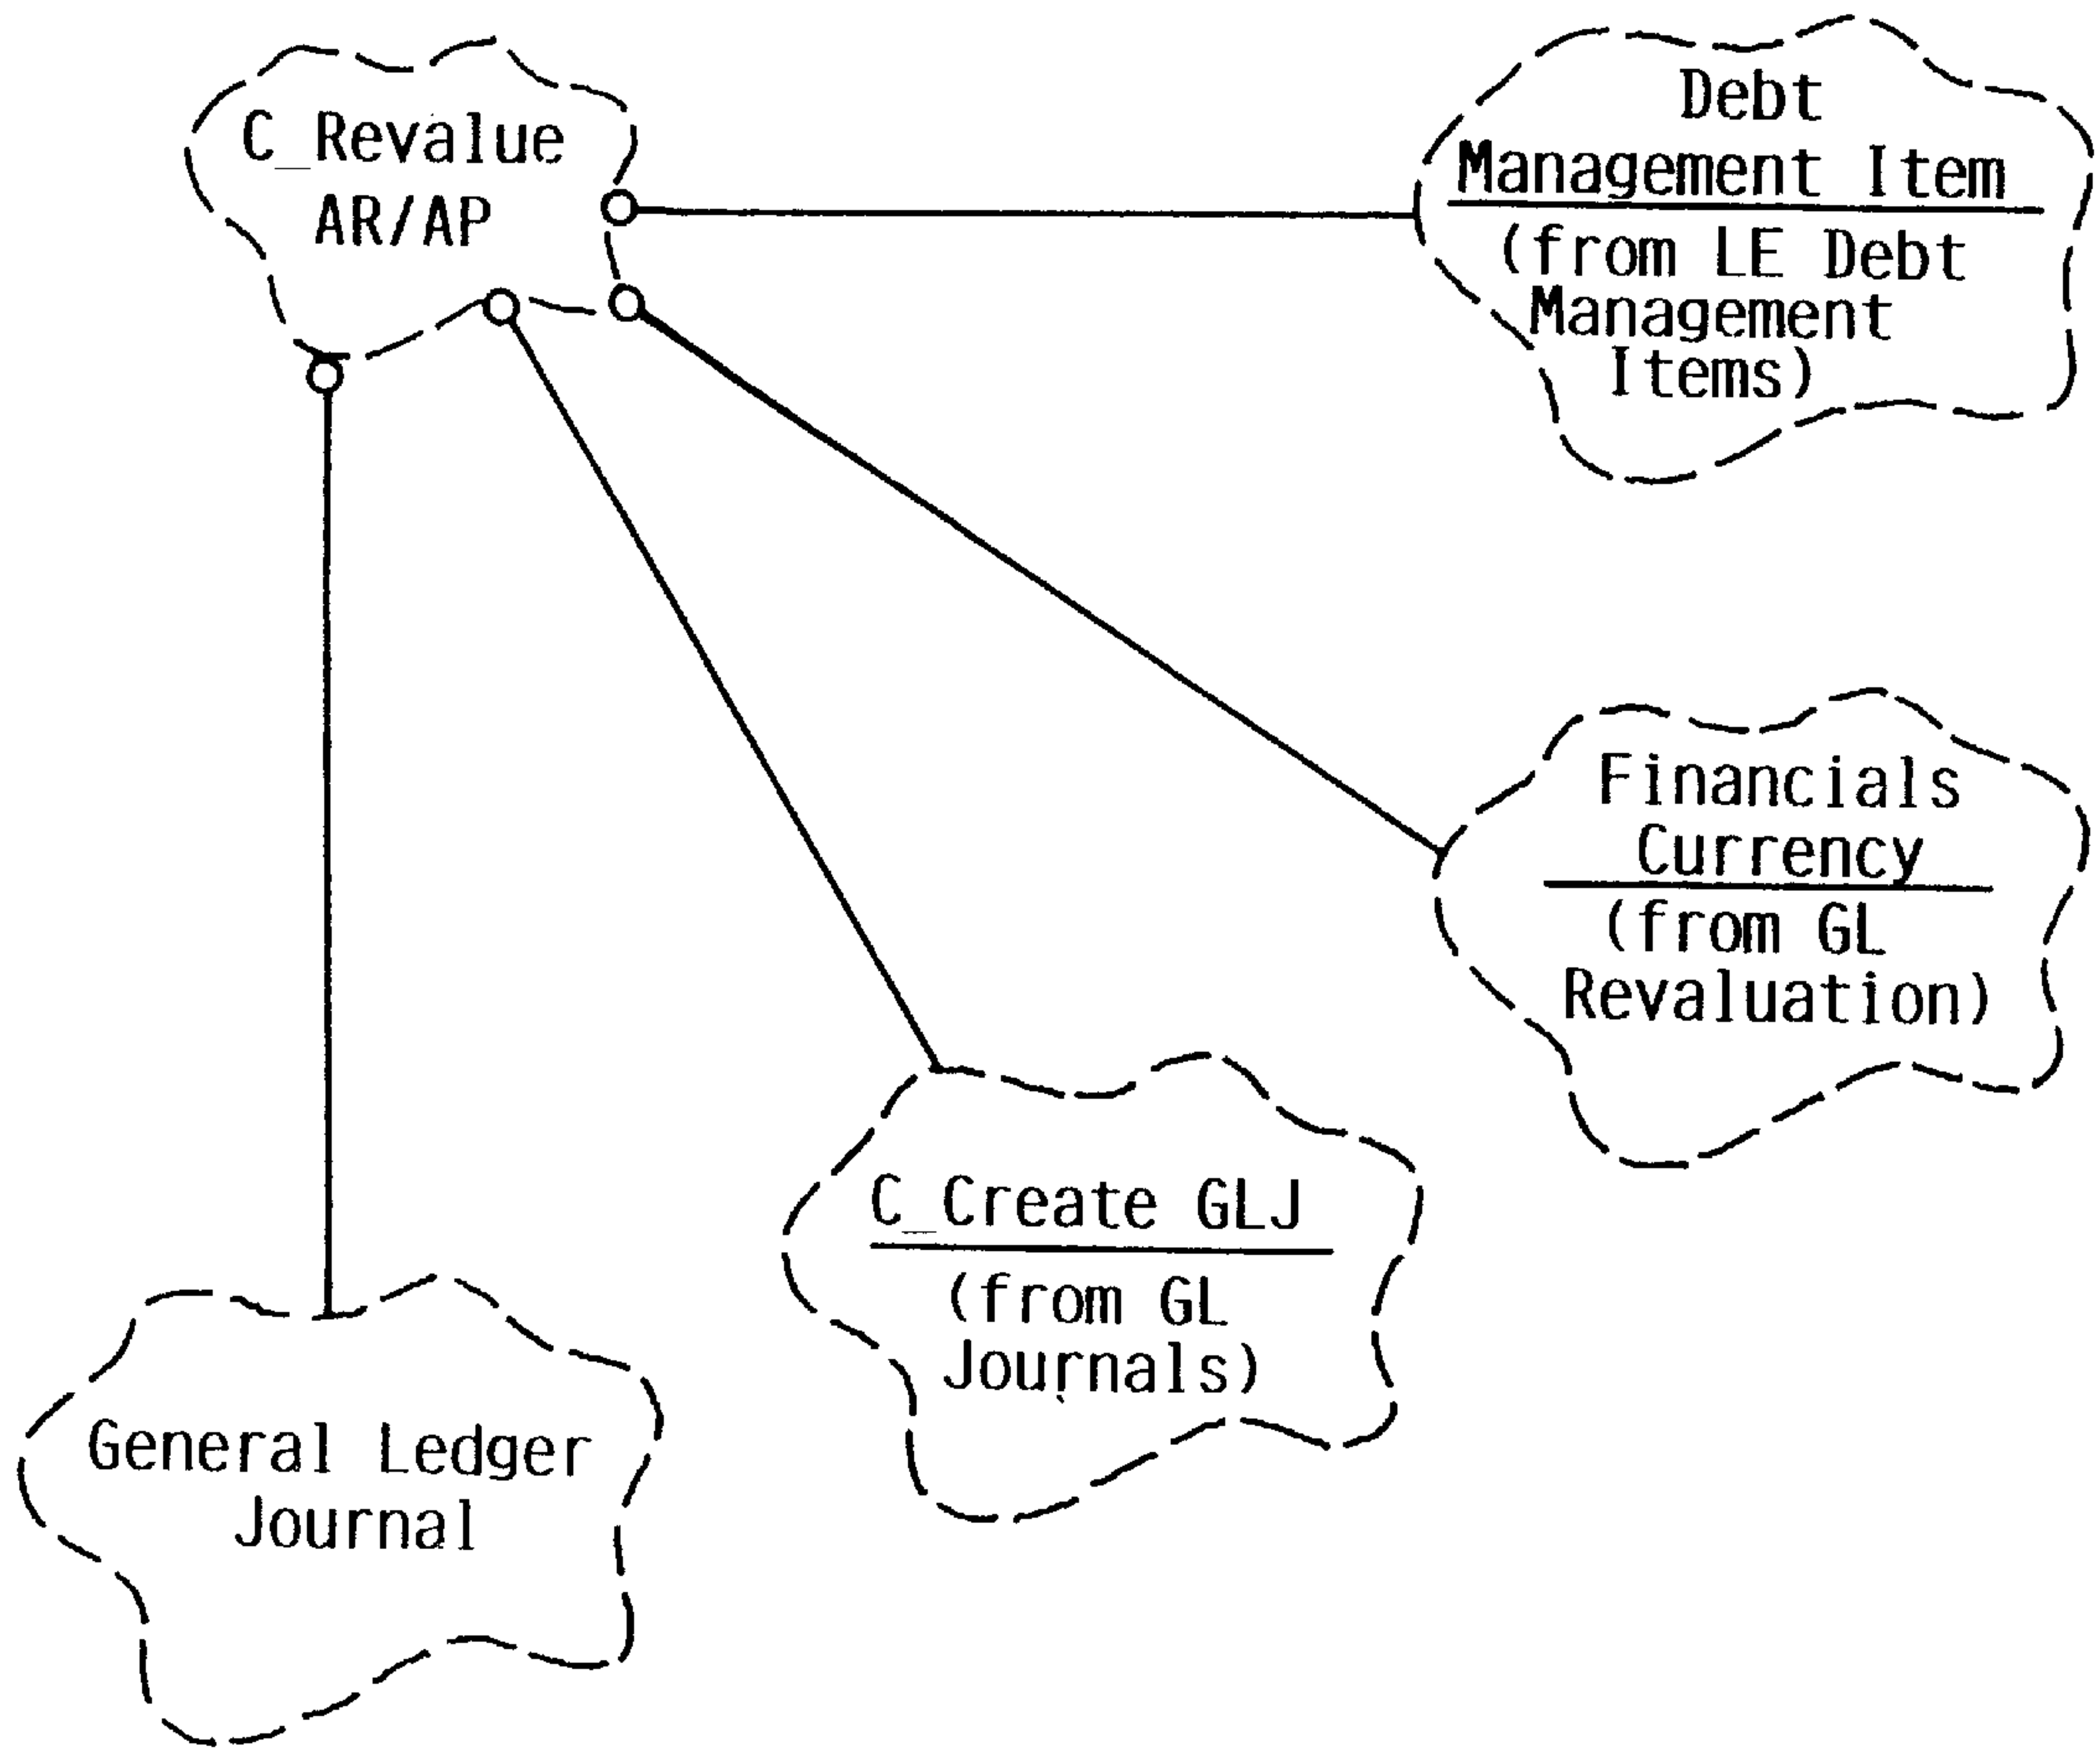 C_Revalue
AR/AP
Debt
Management Item
(from LE Debt
Management
Items)
Financials
Currency
(from GL
Revaluation)
C_Create GLJ
(from GL
Journals)
General Ledger
Journal